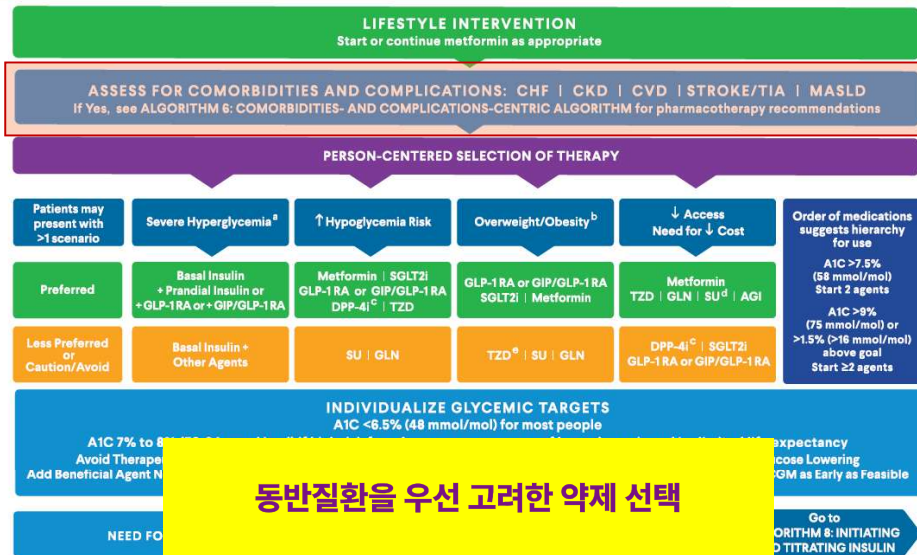 LIFESTYLE INTERVENTION
Start or continue metformin as appropriate
ASSESS FOR COMORBIDITIES AND COMPLICATIONS: CHF | CKD | CVD | STROKE/TIA | MASLD
If Yes, see ALGORITHM 6: COMORBIDITIES- AND COMPLICATIONS-CENTRIC ALGORITHM for pharmacotherapy recommendations
PERSON-CENTERED SELECTION OF THERAPY
Patients may
present with
>1 scenario
Severe Hyperglycemiaᵃ
↑ Hypoglycemia Risk
Overweight/Obesityᵇ
↓ Access
Need for ↓ Cost
Order of medications
suggests hierarchy
for use
A1C >7.5%
(58 mmol/mol)
Start 2 agents
A1C >9%
(75 mmol/mol) or
>1.5% (>16 mmol/mol)
above goal
Start ≥2 agents
Preferred
Basal Insulin
+ Prandial Insulin or
+GLP-1 RA or + GIP/GLP-1 RA
Metformin | SGLT2i
GLP-1 RA or GIP/GLP-1 RA
DPP-4iᶜ | TZD
GLP-1 RA or GIP/GLP-1 RA
SGLT2i | Metformin
Metformin
TZD | GLN | SUᵈ | AGI
Less Preferred
or
Caution/Avoid
Basal Insulin +
Other Agents
SU | GLN
TZDᵉ | SU | GLN
DPP-4iᶜ | SGLT2i
GLP-1 RA or GIP/GLP-1 RA
INDIVIDUALIZE GLYCEMIC TARGETS
A1C <6.5% (48 mmol/mol) for most people
A1C 7% to 8% expectancy
Avoid Lowering
Add Beneficial Agent CGM as Early as Feasible
동반질환을 우선 고려한 약제 선택
NEED
Go to
8: INITIATING
TITRATING INSULIN